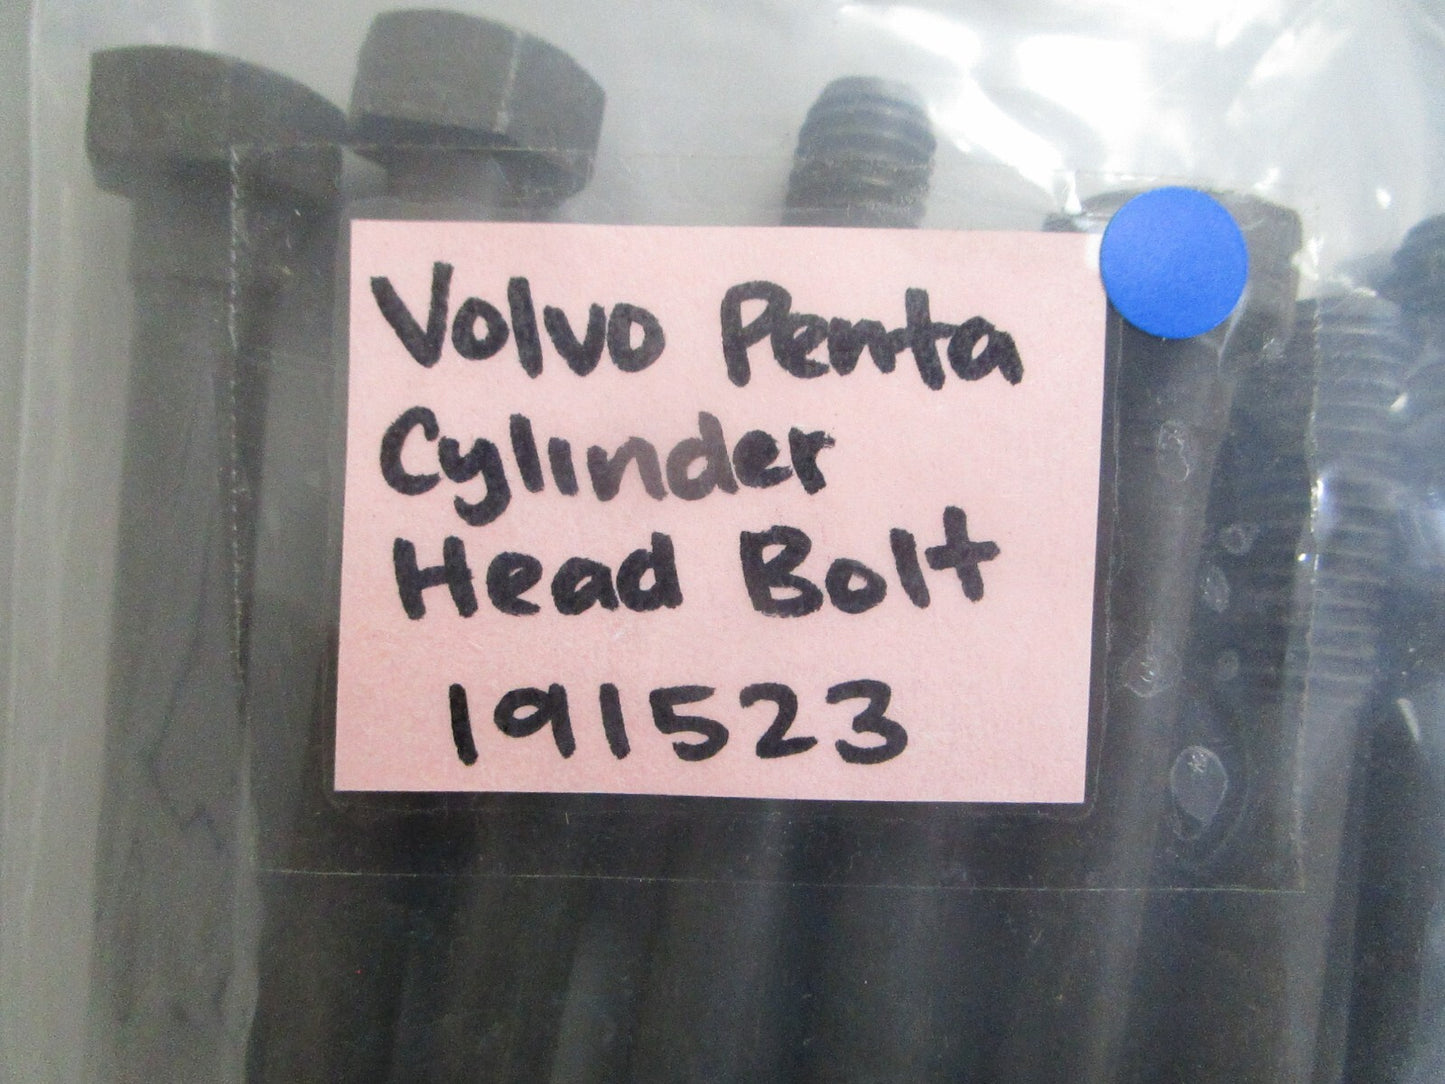 Volvo Penta
Cylinder
Head Bolt
191523